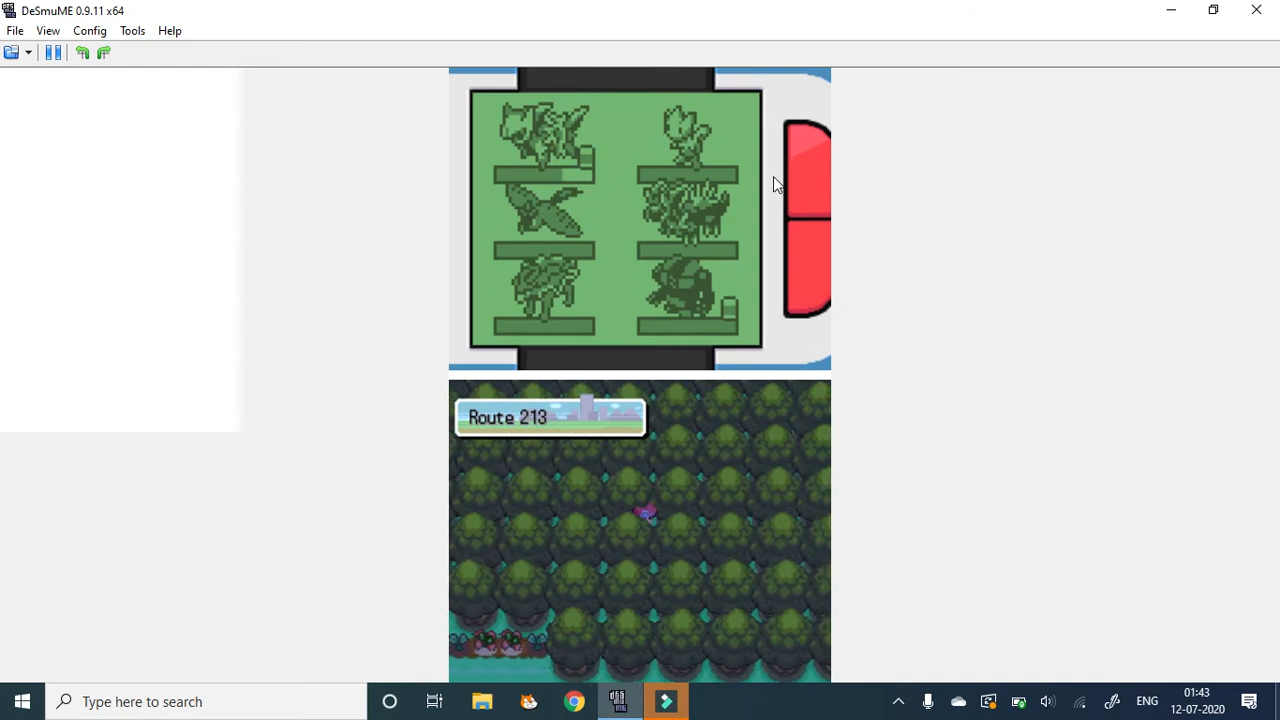 DeSmuME 0.9.11 x64
File View Config Tools Help
Route 213
Type here to search
ENG
01:43
12-07-2020